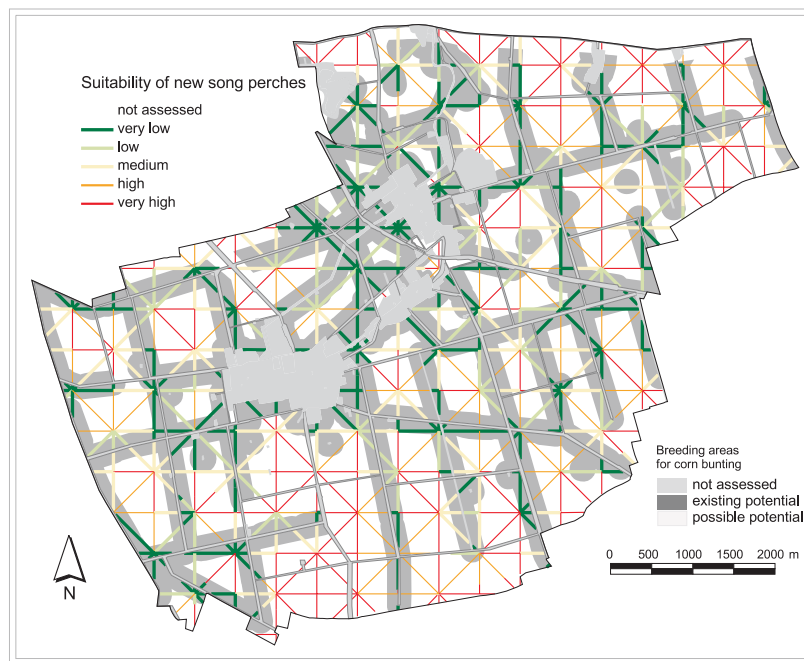 Suitability of new song perches
not assessed
very low
low
medium
high
very high
Breeding areas
for corn bunting
not assessed
existing potential
possible potential
0 500 1000 1500 2000 m
N